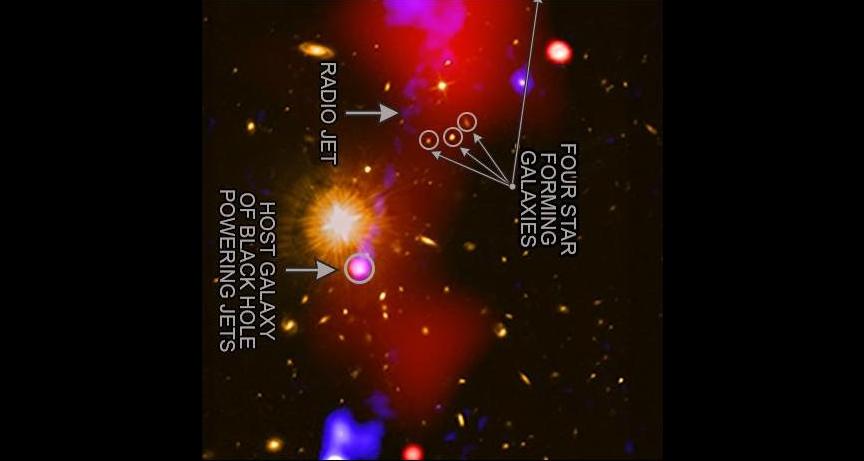 RADIO JET
FOUR STAR
FORMING
GALAXIES
HOST GALAXY
OF BLACK HOLE
POWERING JETS